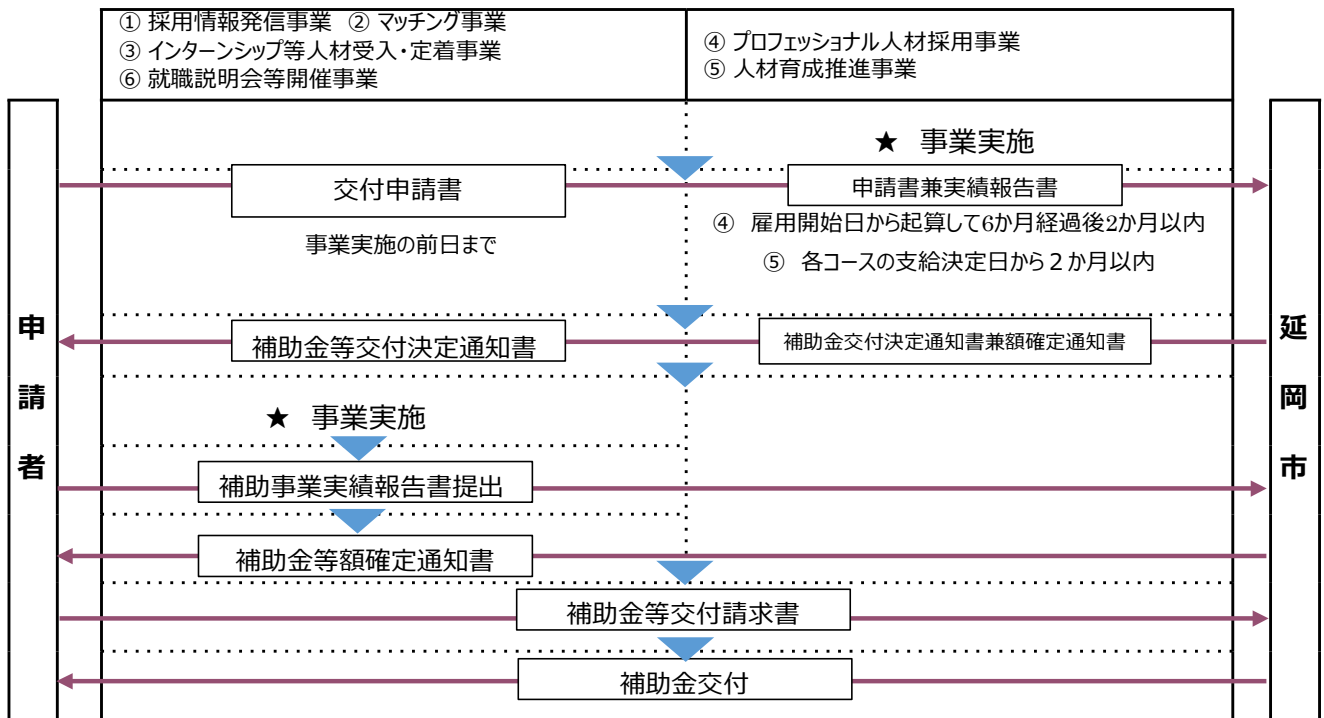 ① 採用情報発信事業 ② マッチング事業
③ インターンシップ等人材受入・定着事業
⑥ 就職説明会等開催事業
④ プロフェッショナル人材採用事業
⑤ 人材育成推進事業
申請者
延岡市
★ 事業実施
交付申請書
申請書兼実績報告書
事業実施の前日まで
④ 雇用開始日から起算して6か月経過後2か月以内
⑤ 各コースの支給決定日から2か月以内
補助金等交付決定通知書
補助金交付決定通知書兼額確定通知書
★ 事業実施
補助事業実績報告書提出
補助金等額確定通知書
補助金等交付請求書
補助金交付